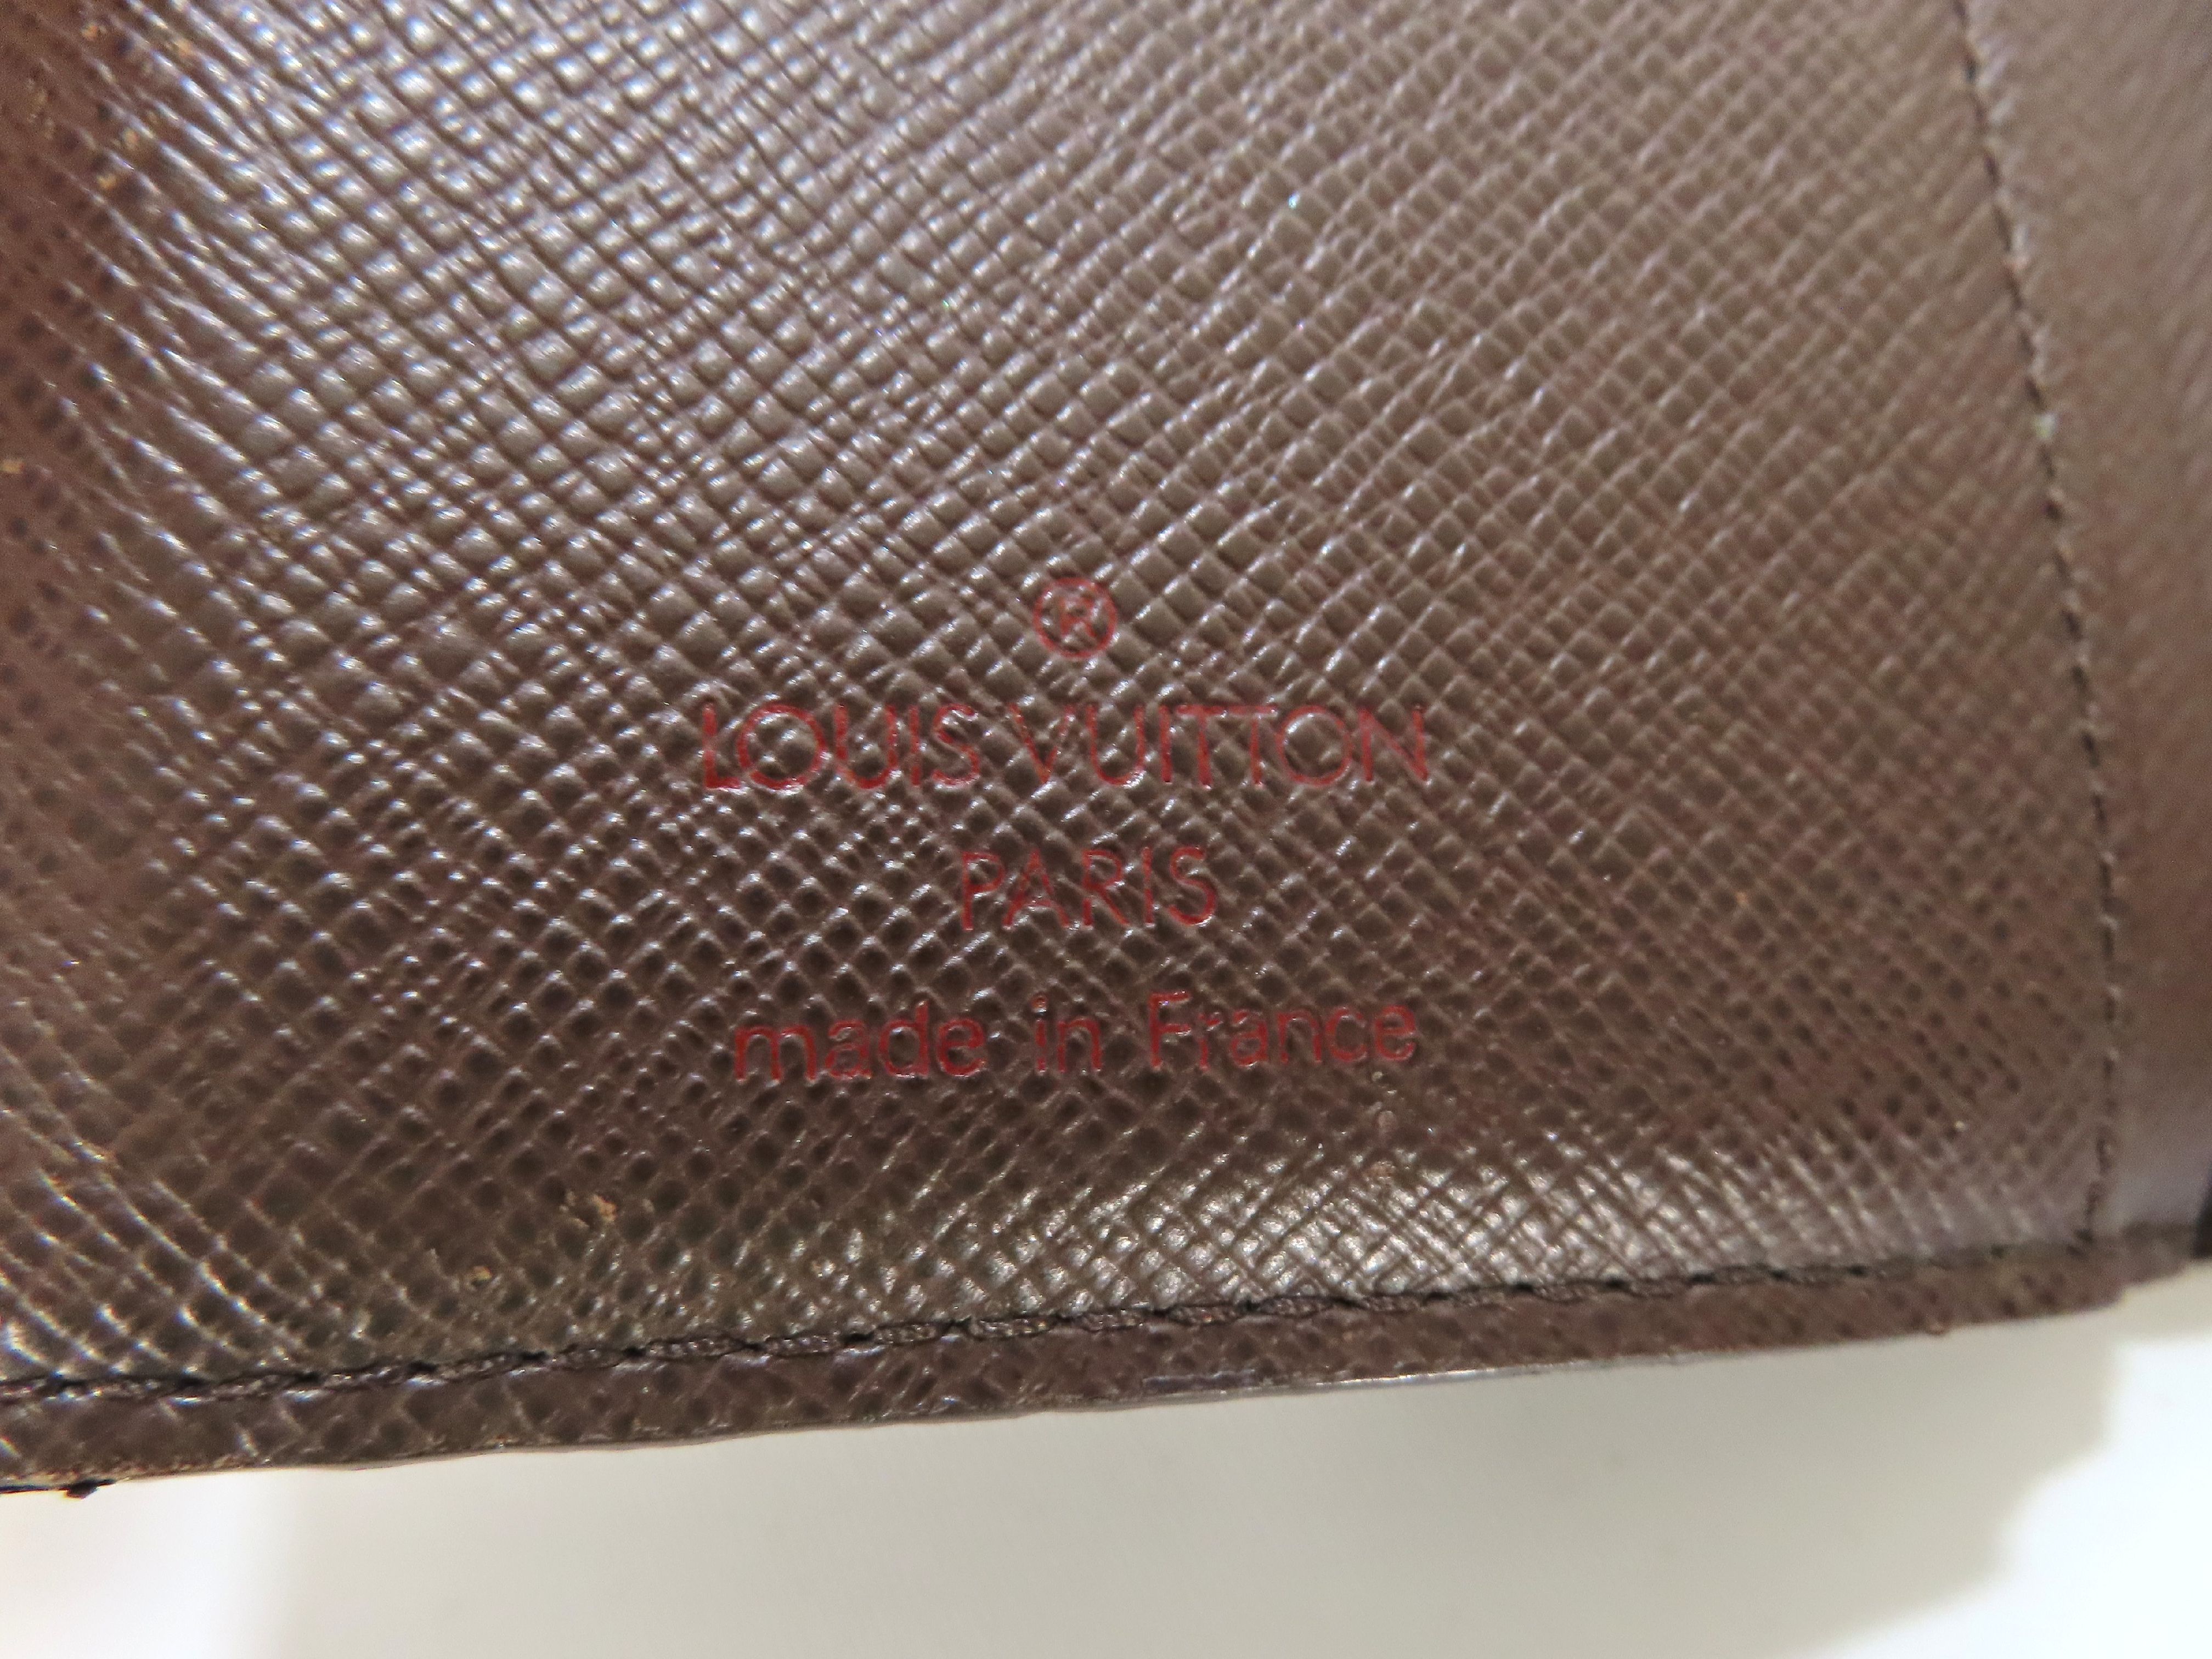 ®
LOUIS VUITTON
PARIS
made in France